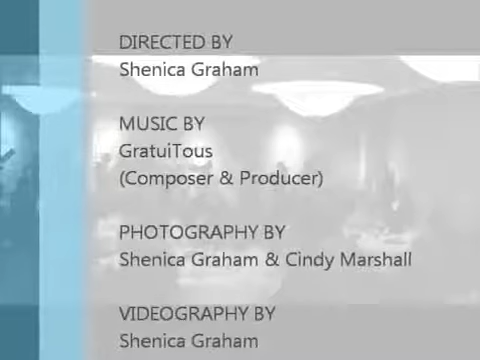 DIRECTED BY
Shenica Graham
MUSIC BY
GratuiTous
(Composer & Producer)
PHOTOGRAPHY BY
Shenica Graham & Cindy Marshall
VIDEOGRAPHY BY
Shenica Graham